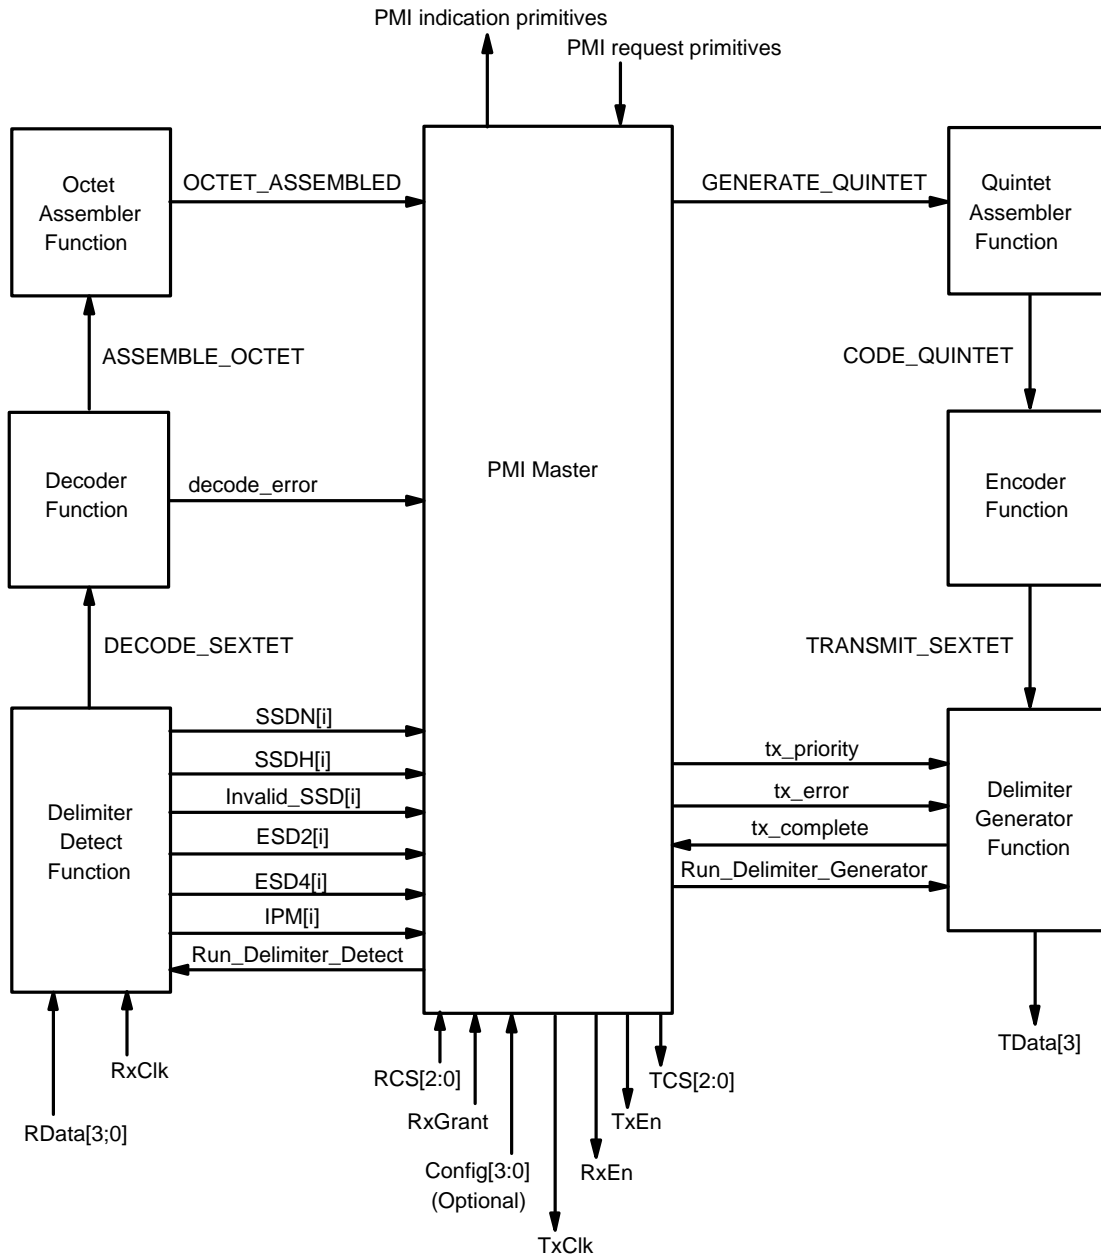 PMI indication primitives
PMI request primitives
Octet
Assembler
Function
OCTET_ASSEMBLED
GENERATE_QUINTET
Quintet
Assembler
Function
ASSEMBLE_OCTET
CODE_QUINTET
Decoder
Function
decode_error
PMI Master
Encoder
Function
DECODE_SEXTET
TRANSMIT_SEXTET
Delimiter
Detect
Function
SSDN[i]
SSDH[i]
Invalid_SSD[i]
ESD2[i]
ESD4[i]
IPM[i]
Run_Delimiter_Detect
tx_priority
tx_error
tx_complete
Run_Delimiter_Generator
Delimiter
Generator
Function
RxClk
RData[3;0]
RCS[2:0]
RxGrant
Config[3:0]
(Optional)
TxClk
RxEn
TxEn
TCS[2:0]
TData[3]